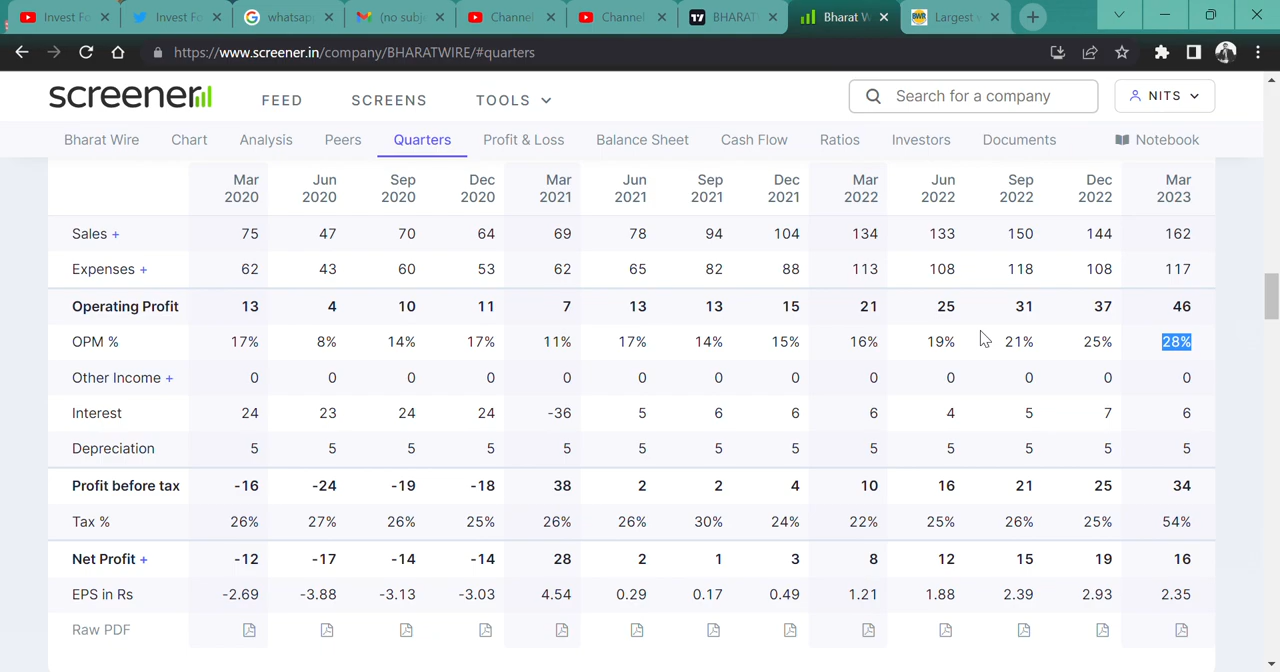 Invest Fo
Invest Fo
whatsapp
(no subj
Channel
Channel
BHARAT
Bharat W
Largest
https://www.screener.in/company/BHARATWIRE/#quarters
screener FEED SCREENS TOOLS Search for a company NITS
Bharat Wire Chart Analysis Peers Quarters Profit & Loss Balance Sheet Cash Flow Ratios Investors Documents Notebook
Mar 2020 Jun 2020 Sep 2020 Dec 2020 Mar 2021 Jun 2021 Sep 2021 Dec 2021 Mar 2022 Jun 2022 Sep 2022 Dec 2022 Mar 2023
Sales + 75 47 70 64 69 78 94 104 134 133 150 144 162
Expenses + 62 43 60 53 62 65 82 88 113 108 118 108 117
Operating Profit 13 4 10 11 7 13 13 15 21 25 31 37 46
OPM % 17% 8% 14% 17% 11% 17% 14% 15% 16% 19% 21% 25% 28%
Other Income + 0 0 0 0 0 0 0 0 0 0 0 0 0
Interest 24 23 24 24 -36 5 6 6 6 4 5 7 6
Depreciation 5 5 5 5 5 5 5 5 5 5 5 5 5
Profit before tax -16 -24 -19 -18 38 2 2 4 10 16 21 25 34
Tax % 26% 27% 26% 25% 26% 26% 30% 24% 22% 25% 26% 25% 54%
Net Profit + -12 -17 -14 -14 28 2 1 3 8 12 15 19 16
EPS in Rs -2.69 -3.88 -3.13 -3.03 4.54 0.29 0.17 0.49 1.21 1.88 2.39 2.93 2.35
Raw PDF